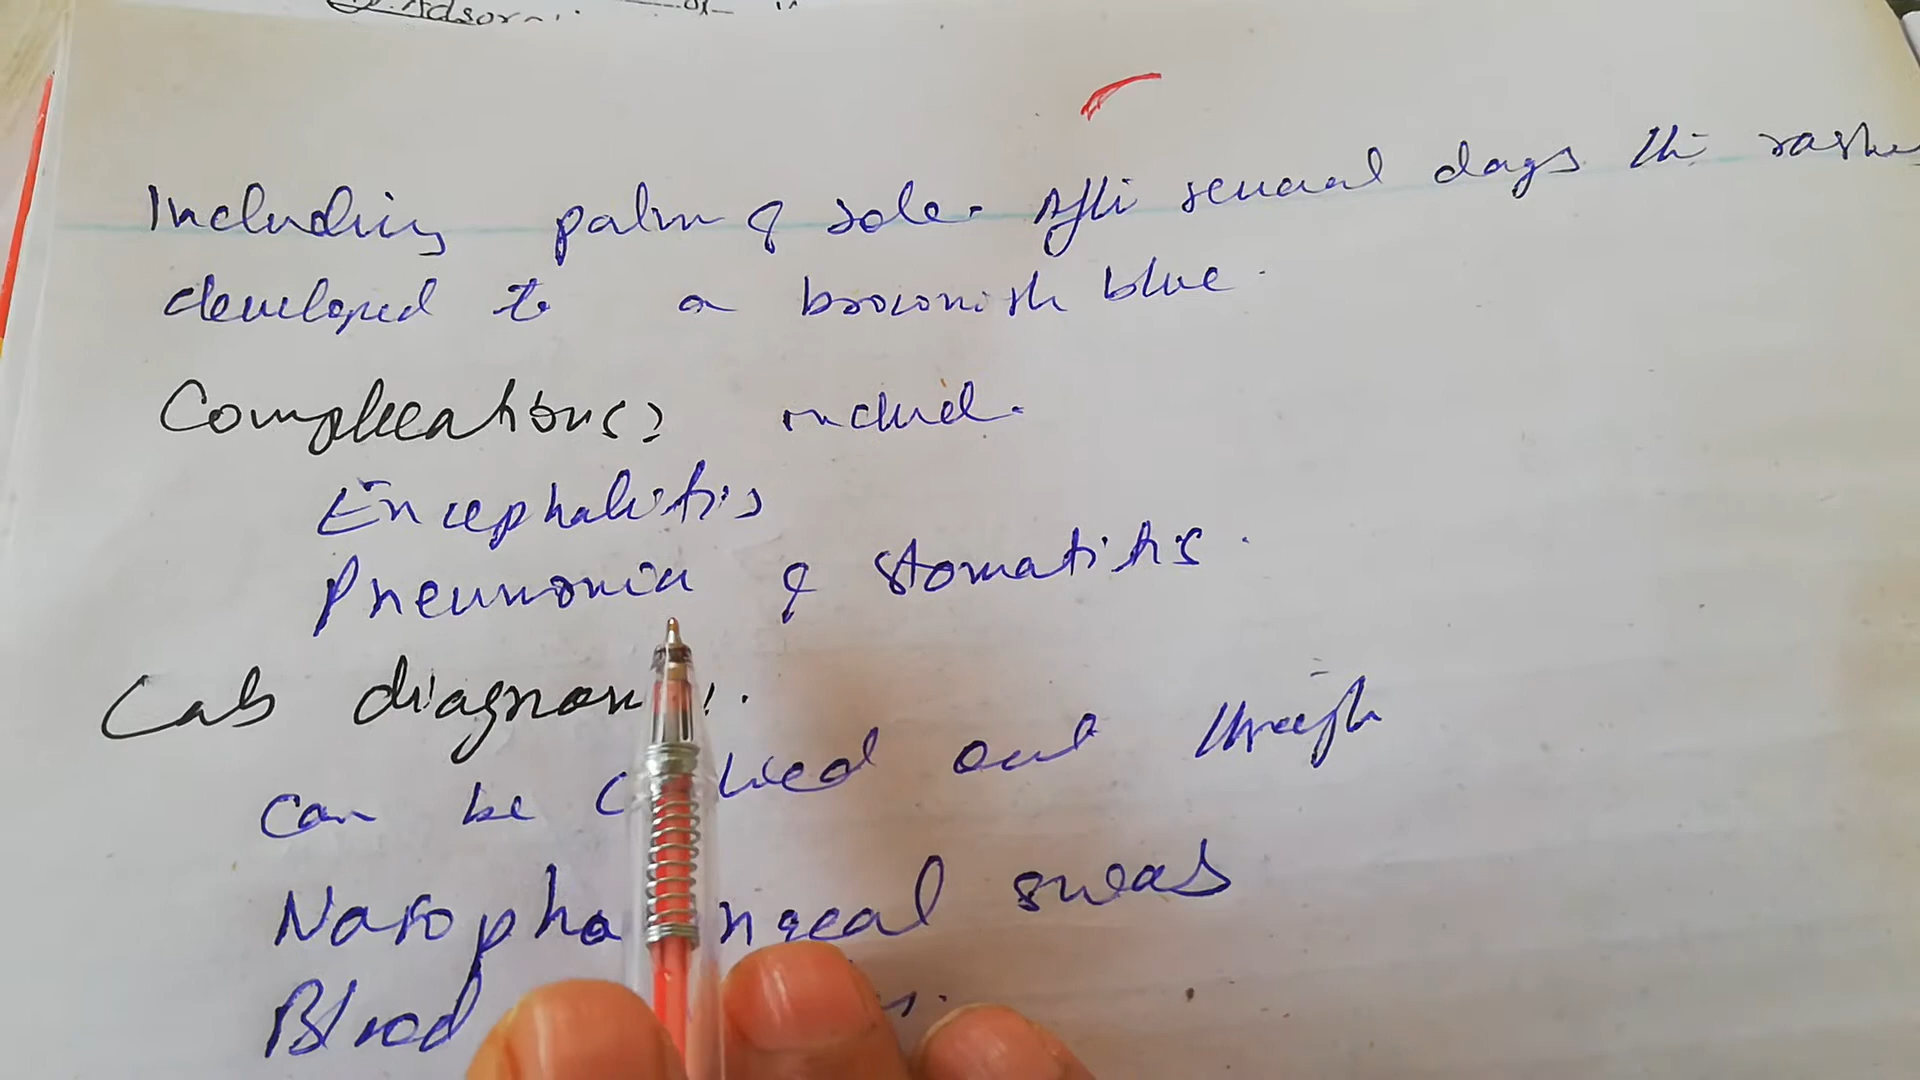 Including palm & sole. After several days the rashes
developed to a brownish blue.
Complications: include.
Encephalitis
Pneumonia & stomatitis.
Lab diagnosis:
can be carried out through
Nasopharyngeal swab
Blood